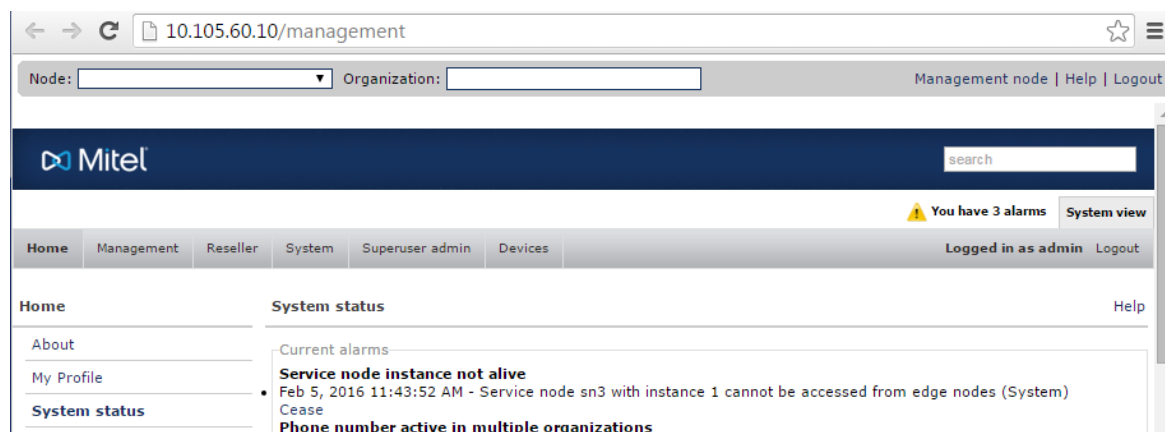 10.105.60.10/management
Node: Organization: Management node | Help | Logout
Mitel search
You have 3 alarms System view
Home Management Reseller System Superuser admin Devices Logged in as admin Logout
Home System status Help
About
Current alarms
My Profile
Service node instance not alive
Feb 5, 2016 11:43:52 AM - Service node sn3 with instance 1 cannot be accessed from edge nodes (System)
System status
Cease
Phone number active in multiple organizations